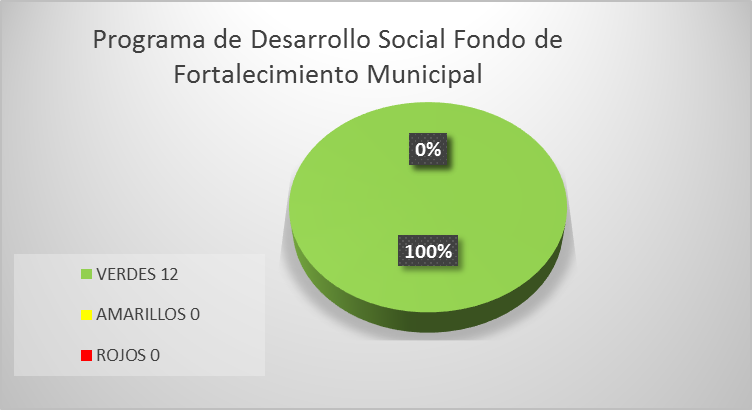 Programa de Desarrollo Social Fondo de
Fortalecimiento Municipal
0%
100%
VERDES 12
AMARILLOS 0
ROJOS 0